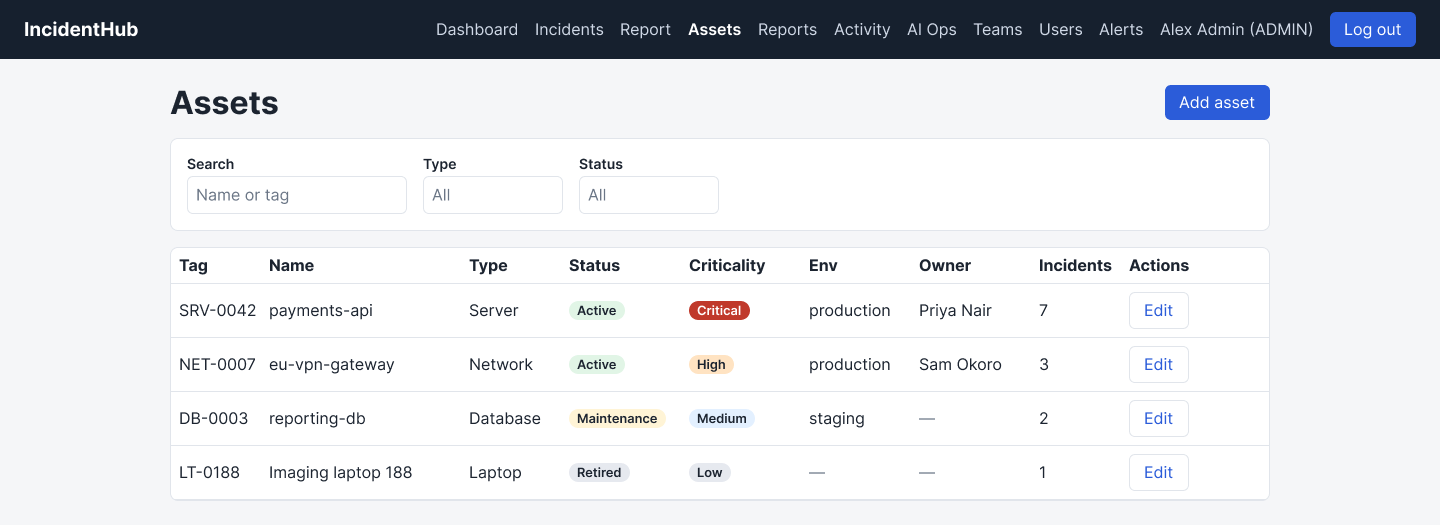 IncidentHub Dashboard Incidents Report Assets Reports Activity AI Ops Teams Users Alerts Alex Admin (ADMIN) Log out
Assets Add asset
Search Type Status
Name or tag All All
Tag Name Type Status Criticality Env Owner Incidents Actions
SRV-0042 payments-api Server Active Critical production Priya Nair 7 Edit
NET-0007 eu-vpn-gateway Network Active High production Sam Okoro 3 Edit
DB-0003 reporting-db Database Maintenance Medium staging — 2 Edit
LT-0188 Imaging laptop 188 Laptop Retired Low — — 1 Edit